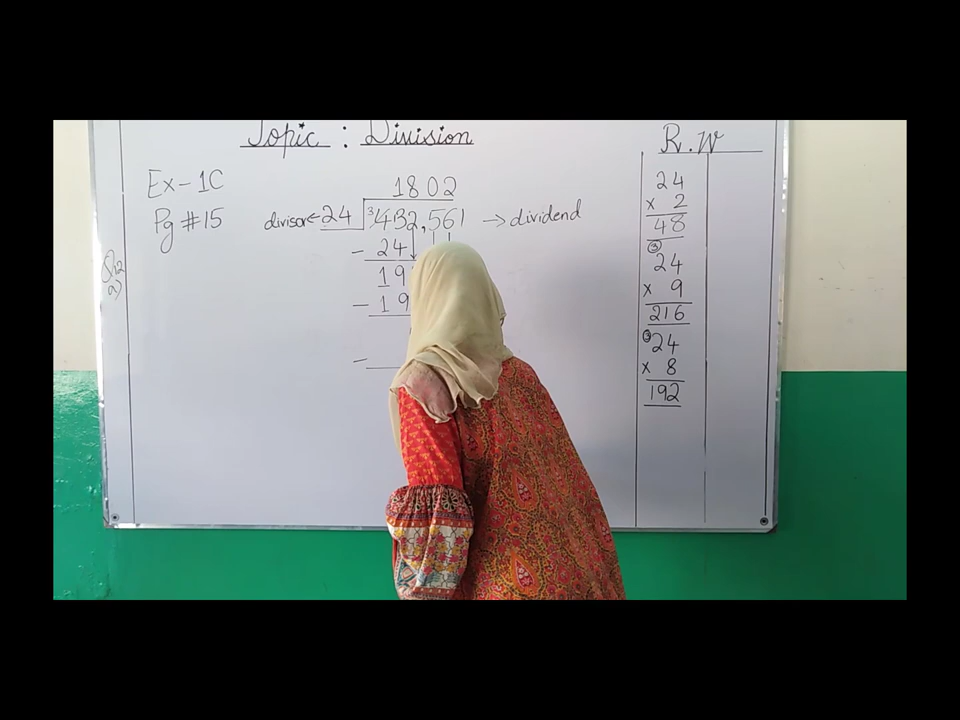 Topic : Division
R.W
Ex-1C
Pg #15
1802
divisor ← 24 432,561 → dividend
- 24
19
- 19
-
24
x 2
48
24
x 9
216
24
x 8
192